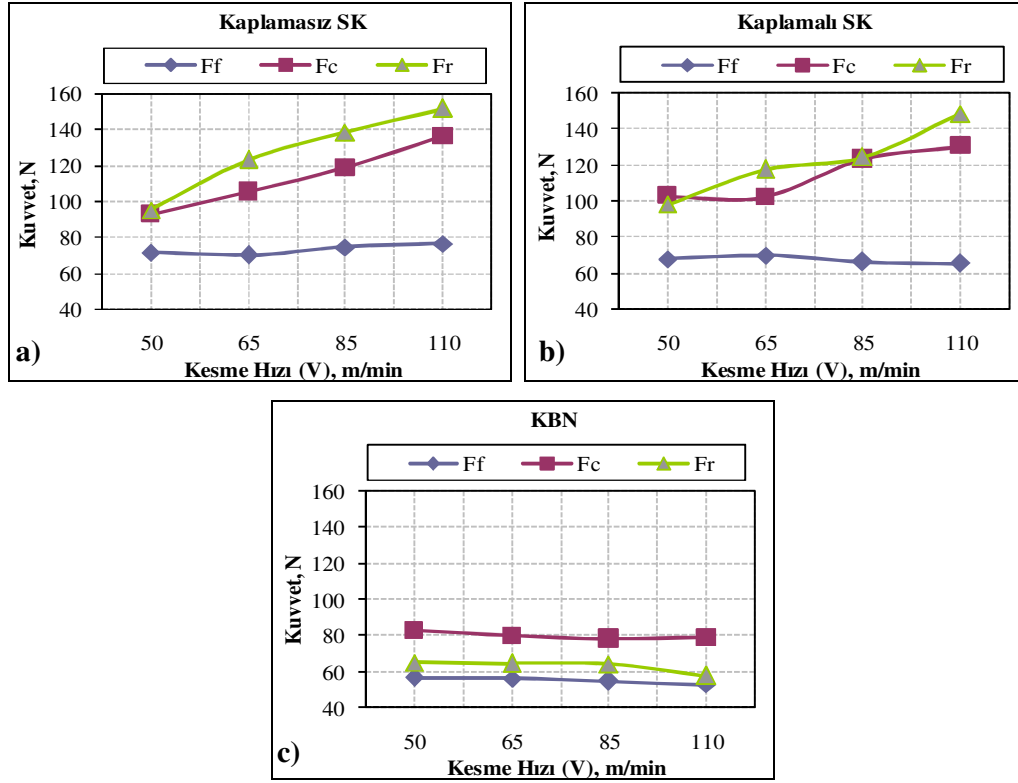 Kaplamasız SK
Ff Fc Fr
160
140
120
100
80
60
40
Kuvvet, N
50 65 85 110
Kesme Hızı (V), m/min
a)
Kaplamalı SK
Ff Fc Fr
160
140
120
100
80
60
40
Kuvvet, N
50 65 85 110
Kesme Hızı (V), m/min
b)
KBN
Ff Fc Fr
160
140
120
100
80
60
40
Kuvvet, N
50 65 85 110
Kesme Hızı (V), m/min
c)